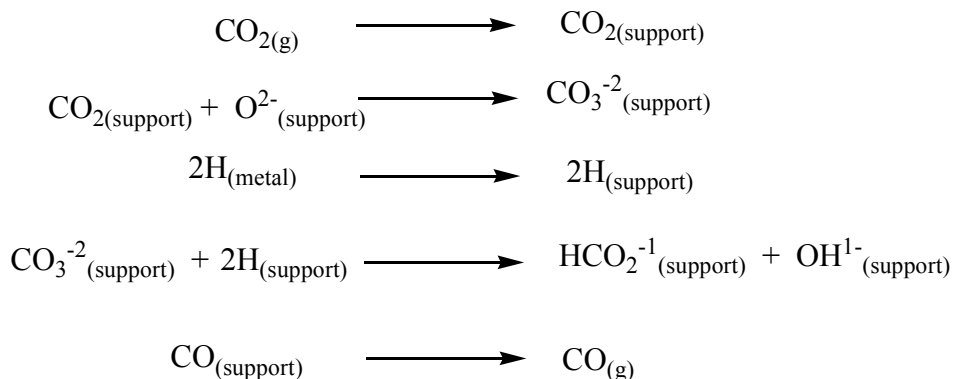 CO2(g) CO2(support)
CO2(support) + O2-(support) CO3-2(support)
2H(metal) 2H(support)
CO3-2(support) + 2H(support) HCO2-1(support) + OH1-(support)
CO(support) CO(g)